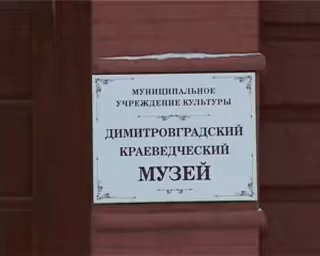 МУНИЦИПАЛЬНОЕ
УЧРЕЖДЕНИЕ КУЛЬТУРЫ
ДИМИТРОВГРАДСКИЙ
КРАЕВЕДЧЕСКИЙ
МУЗЕЙ